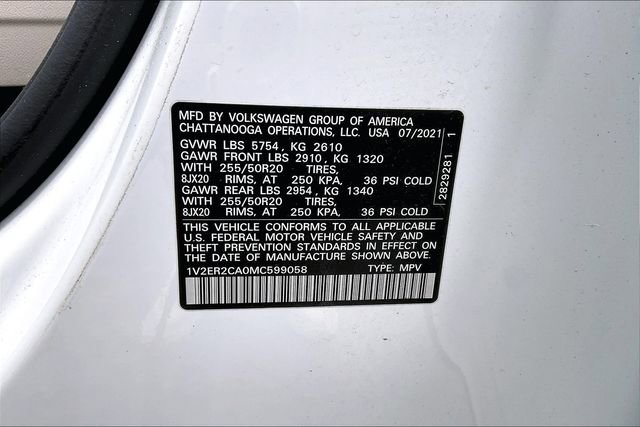 MFD BY VOLKSWAGEN GROUP OF AMERICA
CHATTANOOGA OPERATIONS, LLC. USA 07/2021
GVWR LBS 5754, KG 2610
GAWR FRONT LBS 2910, KG 1320
WITH 255/50R20 TIRES,
8JX20 RIMS, AT 250 KPA, 36 PSI COLD
GAWR REAR LBS 2954, KG 1340
WITH 255/50R20 TIRES,
8JX20 RIMS, AT 250 KPA, 36 PSI COLD
THIS VEHICLE CONFORMS TO ALL APPLICABLE
U.S. FEDERAL MOTOR VEHICLE SAFETY AND
THEFT PREVENTION STANDARDS IN EFFECT ON
THE DATE OF MANUFACTURE SHOWN ABOVE.
1V2ER2CA0MC599058 TYPE: MPV
2829281 1